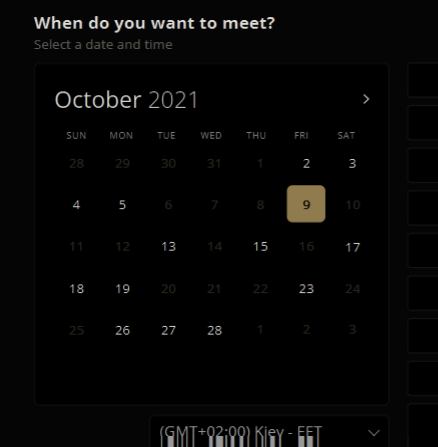 When do you want to meet?
Select a date and time
October 2021
SUN MON TUE WED THU FRI SAT
28 29 30 31 1 2 3
4 5 6 7 8 9 10
11 12 13 14 15 16 17
18 19 20 21 22 23 24
25 26 27 28 1 2 3
(GMT+02:00) Kiev - EET